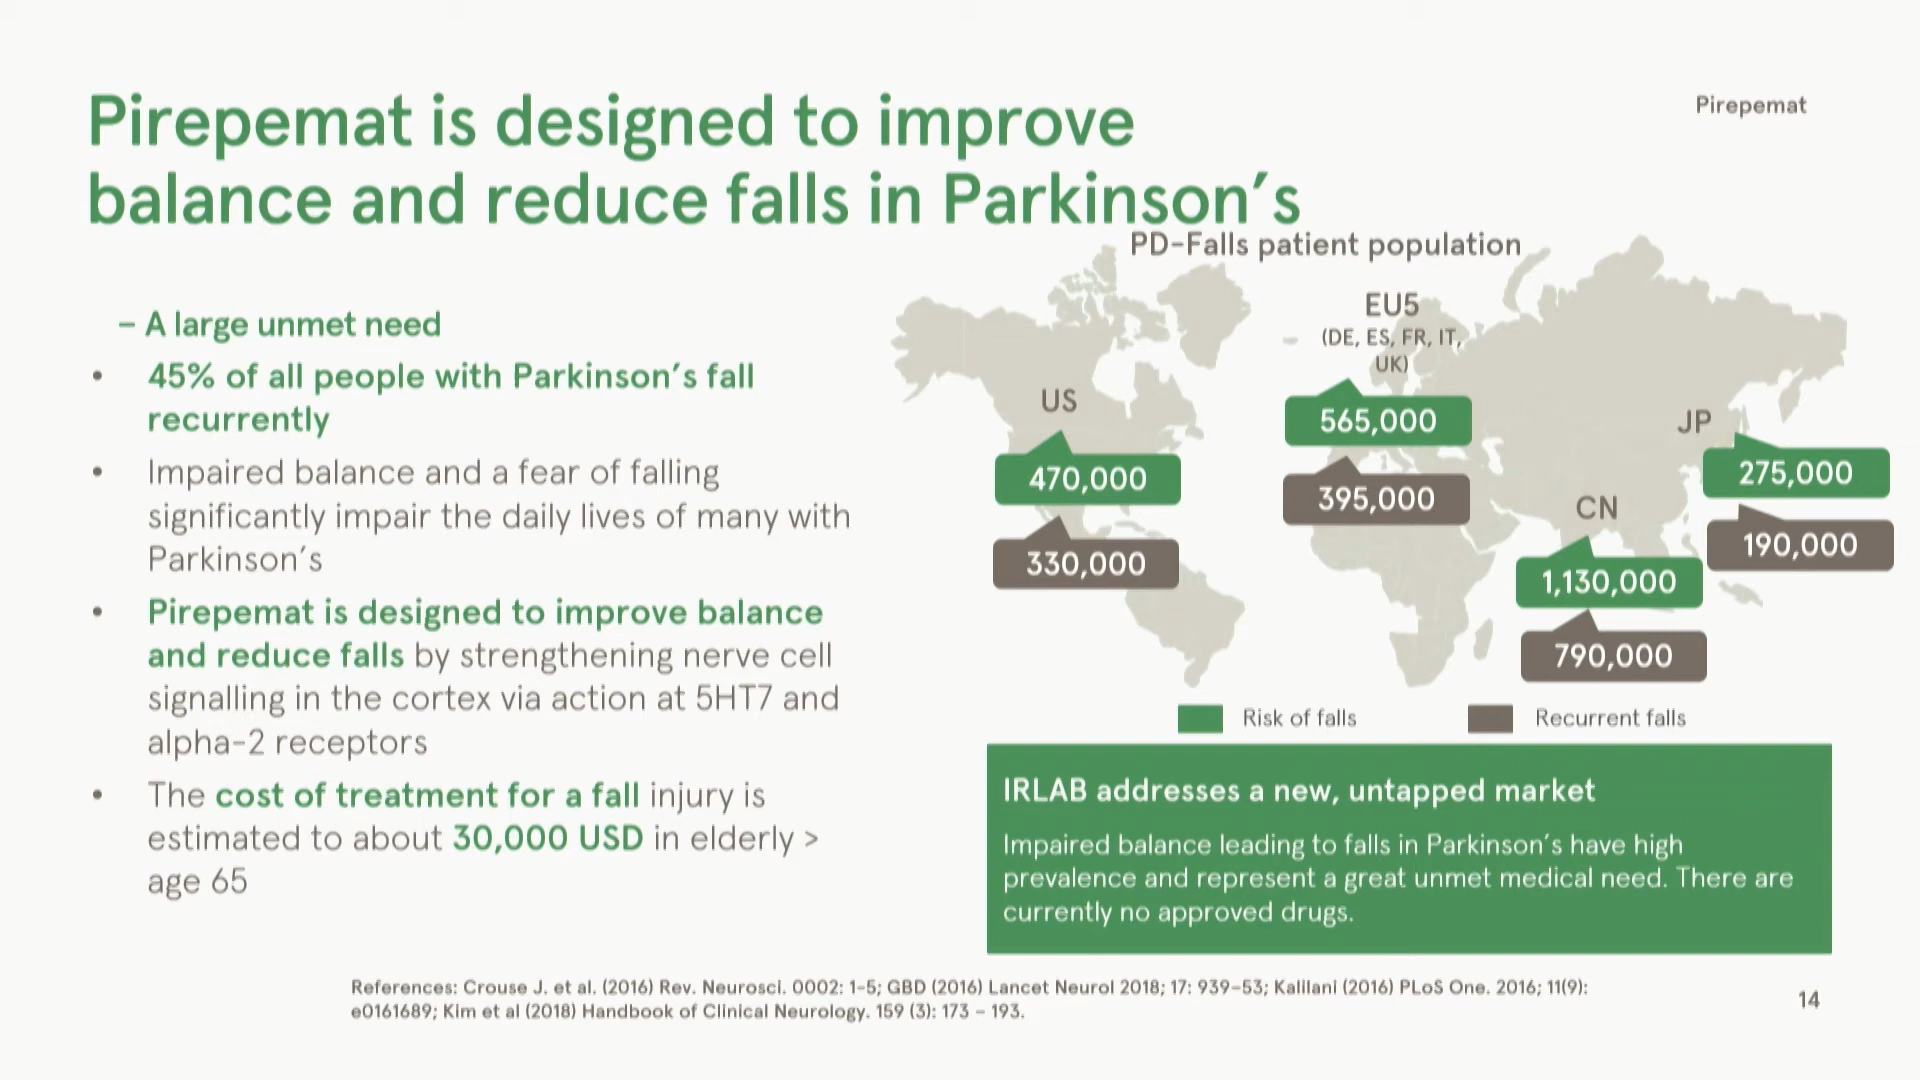 Pirepemat is designed to improve
balance and reduce falls in Parkinson’s
Pirepemat
– A large unmet need
• 45% of all people with Parkinson’s fall
recurrently
• Impaired balance and a fear of falling
significantly impair the daily lives of many with
Parkinson’s
• Pirepemat is designed to improve balance
and reduce falls by strengthening nerve cell
signalling in the cortex via action at 5HT7 and
alpha-2 receptors
• The cost of treatment for a fall injury is
estimated to about 30,000 USD in elderly >
age 65
PD-Falls patient population
US
470,000
330,000
EU5
(DE, ES, FR, IT,
UK)
565,000
395,000
CN
1,130,000
790,000
JP
275,000
190,000
Risk of falls
Recurrent falls
IRLAB addresses a new, untapped market
Impaired balance leading to falls in Parkinson’s have high
prevalence and represent a great unmet medical need. There are
currently no approved drugs.
References: Crouse J. et al. (2016) Rev. Neurosci. 0002: 1-5; GBD (2016) Lancet Neurol 2018; 17: 939–53; Kalilani (2016) PLoS One. 2016; 11(9):
e0161689; Kim et al (2018) Handbook of Clinical Neurology. 159 (3): 173 – 193.
14